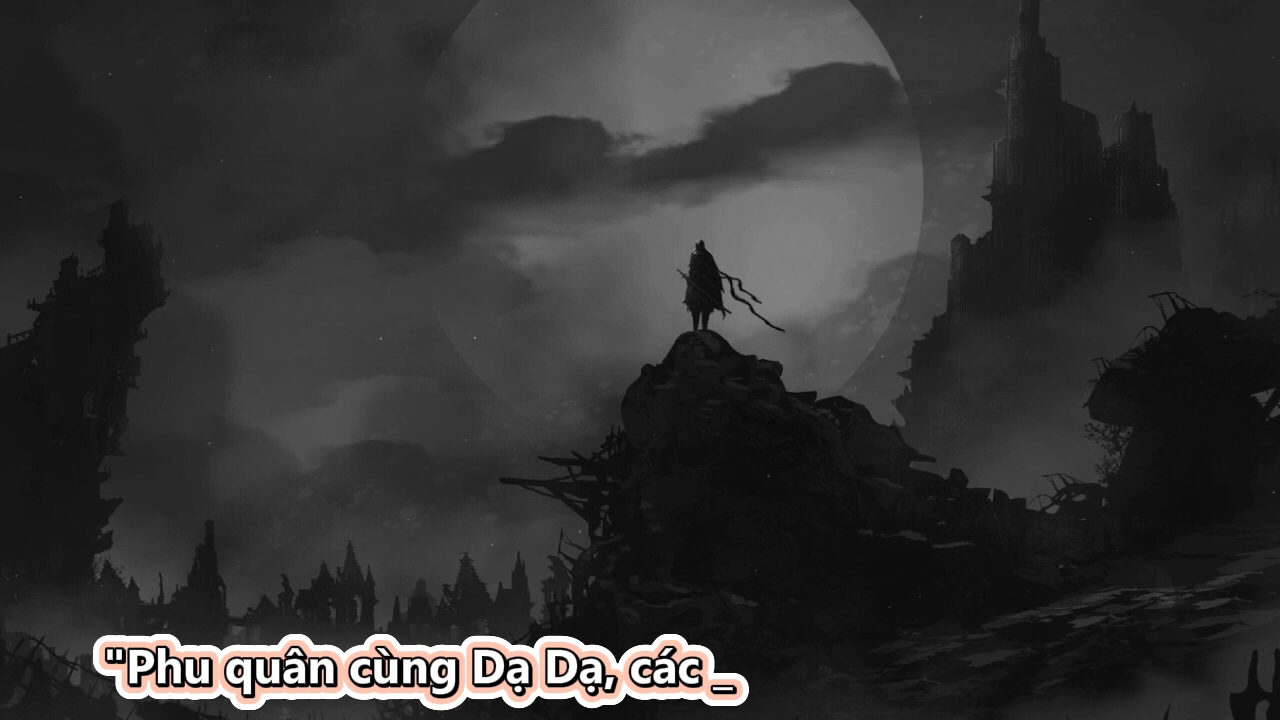 "Phu quân cùng Dạ Dạ, các _